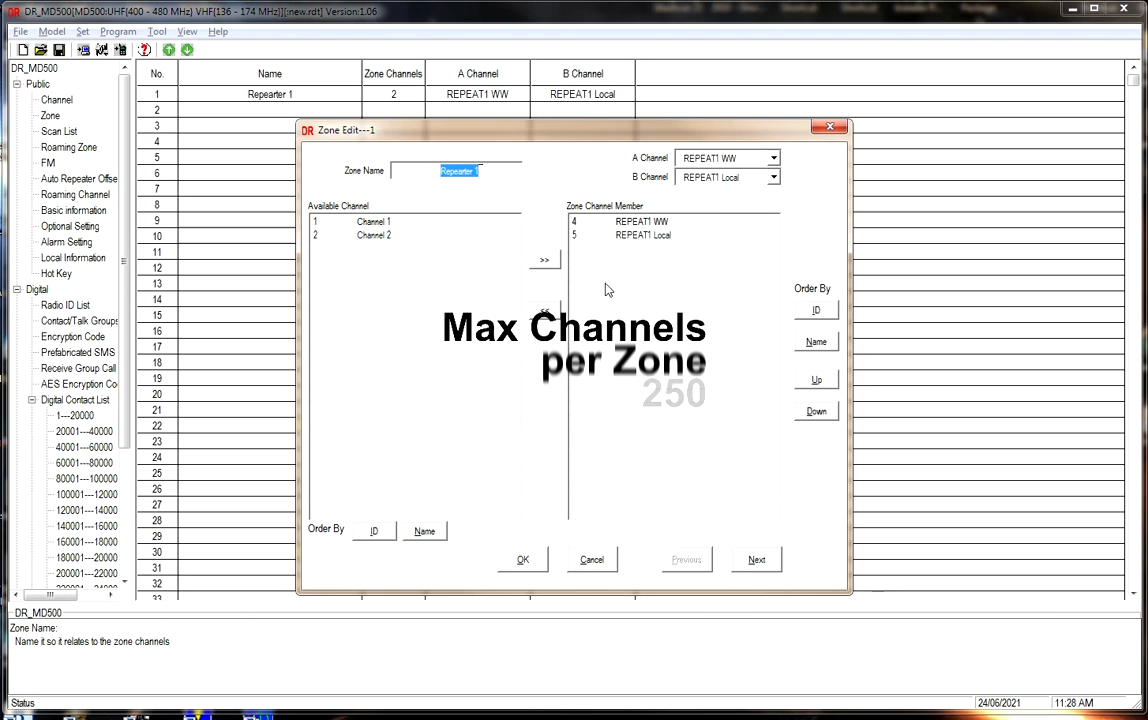 DR DR_MD500[MD500:UHF(400 - 480 MHz) VHF(136 - 174 MHz)][:new.rdt] Version:1.06
File Model Set Program Tool View Help
DR_MD500
Public
Channel
Zone
Scan List
Roaming Zone
FM
Auto Repeater Offse
Roaming Channel
Basic information
Optional Setting
Alarm Setting
Local Information
Hot Key
Digital
Radio ID List
Contact/Talk Groups
Encryption Code
Prefabricated SMS
Receive Group Call
AES Encryption Co
Digital Contact List
1---20000
20001---40000
40001---60000
60001---80000
80001---100000
100001---12000
120001---14000
140001---16000
160001---18000
180001---20000
200001---22000
No. Name Zone Channels A Channel B Channel
1 Repearter 1 2 REPEAT1 WW REPEAT1 Local
2
3
4
5
6
7
8
9
10
11
12
13
14
15
16
17
18
19
20
21
22
23
24
25
26
27
28
29
30
31
32
33
DR Zone Edit---1
Zone Name Repearter 1
A Channel REPEAT1 WW
B Channel REPEAT1 Local
Available Channel
1 Channel 1
2 Channel 2
>>
<<
Zone Channel Member
4 REPEAT1 WW
5 REPEAT1 Local
Order By
ID
Name
Up
Down
Max Channels
per Zone
250
Order By ID Name
OK Cancel Previous Next
DR_MD500
Zone Name:
Name it so it relates to the zone channels
Status 24/06/2021 11:28 AM